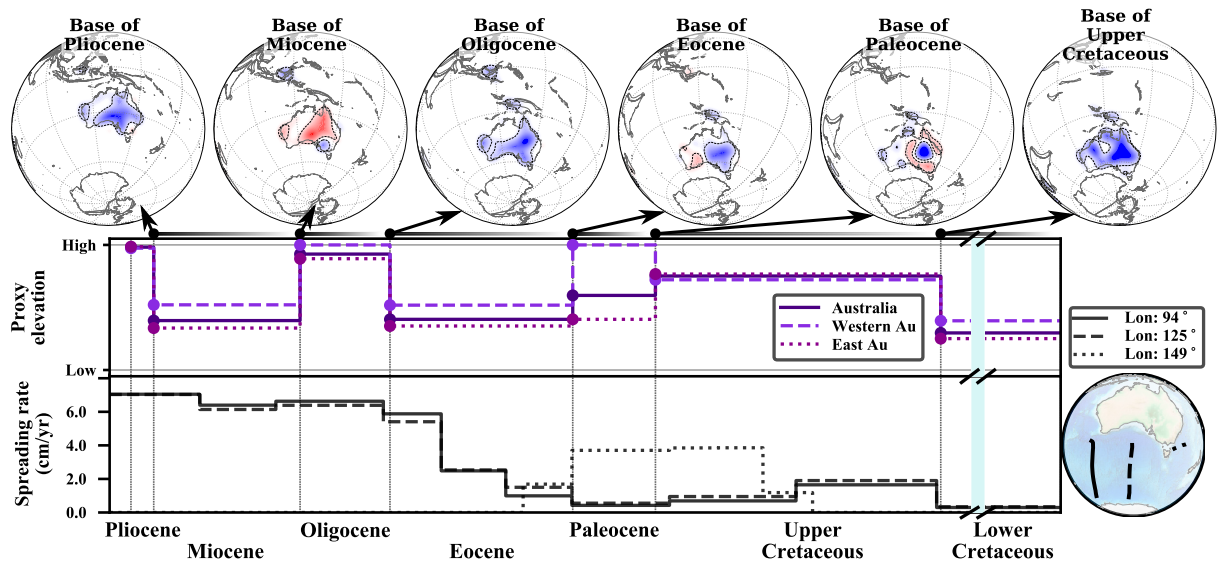 Base of
Pliocene
Base of
Miocene
Base of
Oligocene
Base of
Eocene
Base of
Paleocene
Base of
Upper
Cretaceous
High
Proxy
elevation
Low
Australia
Western Au
East Au
Lon: 94°
Lon: 125°
Lon: 149°
Spreading rate
(cm/yr)
6.0
4.0
2.0
0.0
Pliocene
Miocene
Oligocene
Eocene
Paleocene
Upper
Cretaceous
Lower
Cretaceous